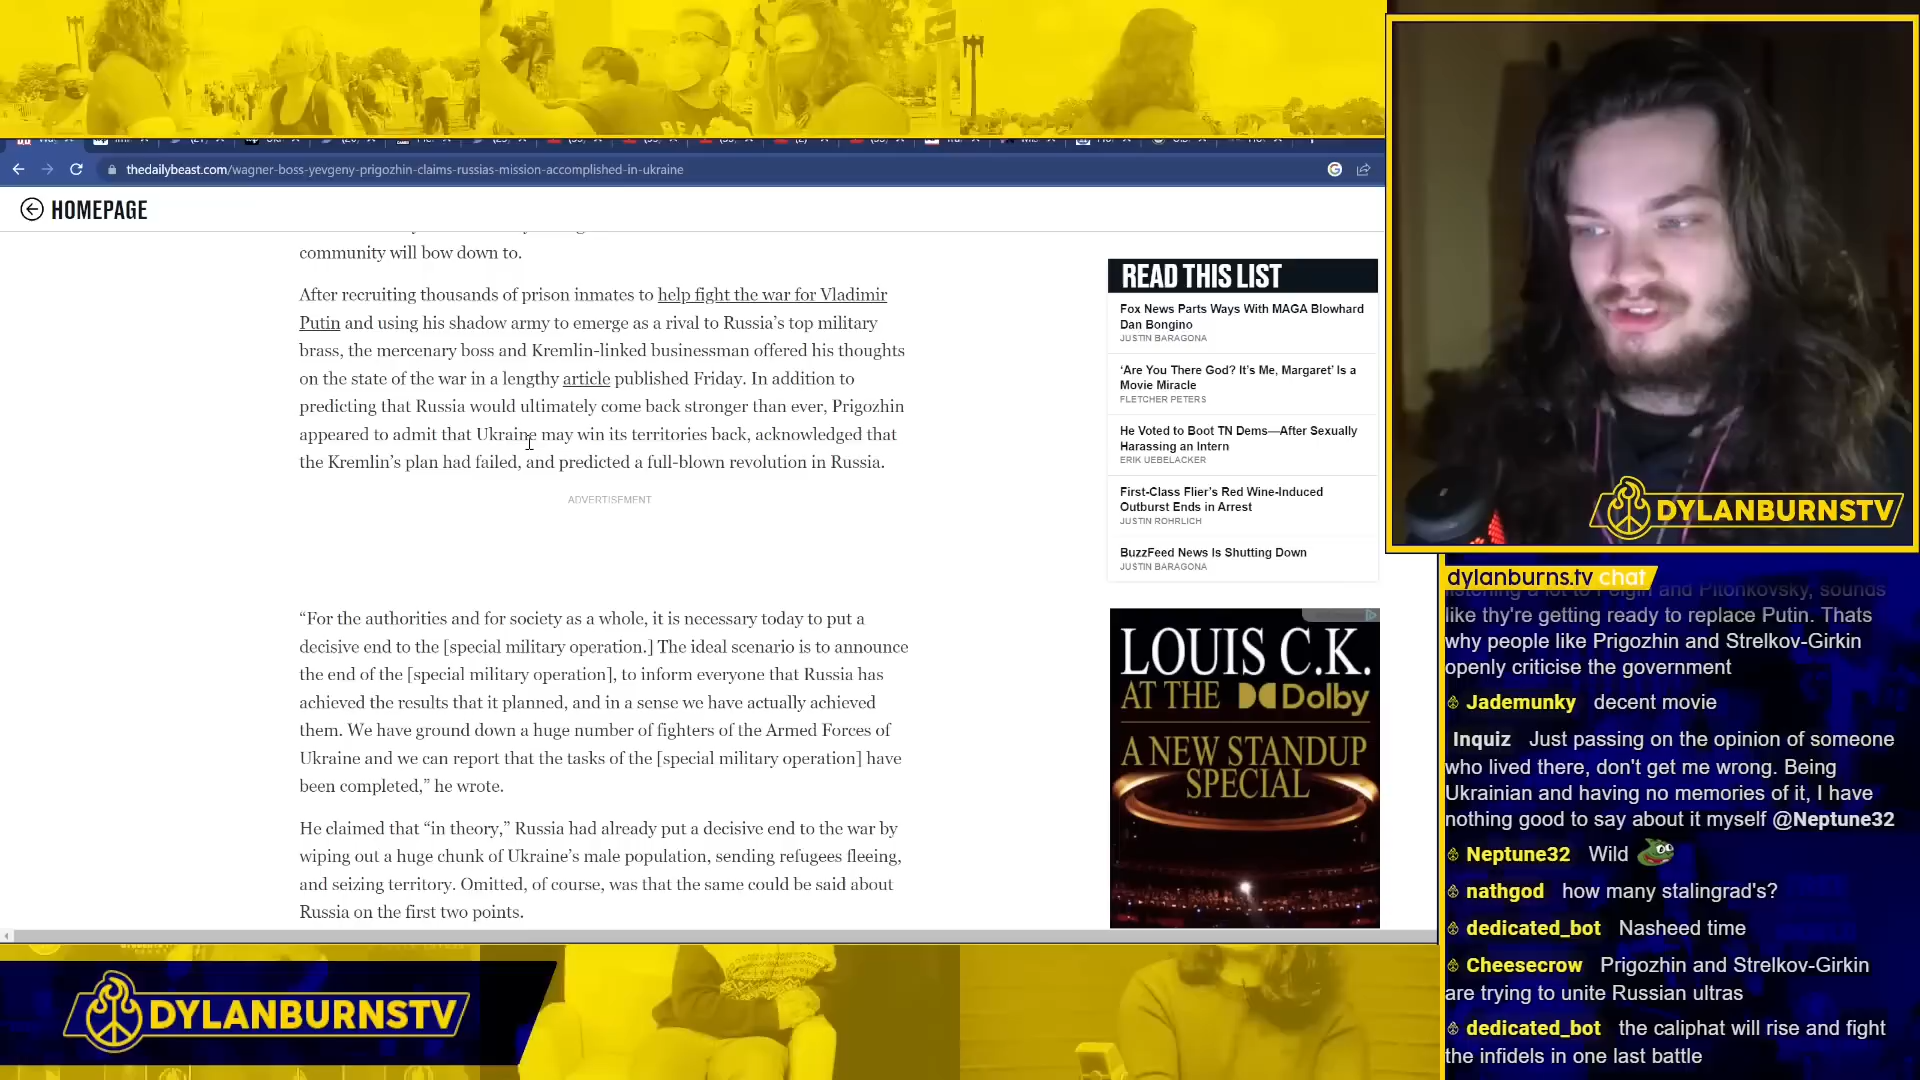 thedailybeast.com/wagner-boss-yevgeny-prigozhin-claims-russias-mission-accomplished-in-ukraine
HOMEPAGE
community will bow down to.
After recruiting thousands of prison inmates to help fight the war for Vladimir
Putin and using his shadow army to emerge as a rival to Russia’s top military
brass, the mercenary boss and Kremlin-linked businessman offered his thoughts
on the state of the war in a lengthy article published Friday. In addition to
predicting that Russia would ultimately come back stronger than ever, Prigozhin
appeared to admit that Ukraine may win its territories back, acknowledged that
the Kremlin’s plan had failed, and predicted a full-blown revolution in Russia.
ADVERTISEMENT
“For the authorities and for society as a whole, it is necessary today to put a
decisive end to the [special military operation.] The ideal scenario is to announce
the end of the [special military operation], to inform everyone that Russia has
achieved the results that it planned, and in a sense we have actually achieved
them. We have ground down a huge number of fighters of the Armed Forces of
Ukraine and we can report that the tasks of the [special military operation] have
been completed,” he wrote.
He claimed that “in theory,” Russia had already put a decisive end to the war by
wiping out a huge chunk of Ukraine’s male population, sending refugees fleeing,
and seizing territory. Omitted, of course, was that the same could be said about
Russia on the first two points.
READ THIS LIST
Fox News Parts Ways With MAGA Blowhard
Dan Bongino
JUSTIN BARAGONA
‘Are You There God? It’s Me, Margaret’ Is a
Movie Miracle
FLETCHER PETERS
He Voted to Boot TN Dems—After Sexually
Harassing an Intern
ERIK UEBELACKER
First-Class Flier’s Red Wine-Induced
Outburst Ends in Arrest
JUSTIN ROHRLICH
BuzzFeed News Is Shutting Down
JUSTIN BARAGONA
LOUIS C.K.
AT THE Dolby
A NEW STANDUP
SPECIAL
DYLANBURNSTV
dylanburns.tv chat
and Pitonkovsky, sounds
like thy're getting ready to replace Putin. Thats
why people like Prigozhin and Strelkov-Girkin
openly criticise the government
Jademunky decent movie
Inquiz Just passing on the opinion of someone
who lived there, don't get me wrong. Being
Ukrainian and having no memories of it, I have
nothing good to say about it myself @Neptune32
Neptune32 Wild
nathgod how many stalingrad's?
dedicated_bot Nasheed time
Cheesecrow Prigozhin and Strelkov-Girkin
are trying to unite Russian ultras
dedicated_bot the caliphat will rise and fight
the infidels in one last battle
DYLANBURNSTV